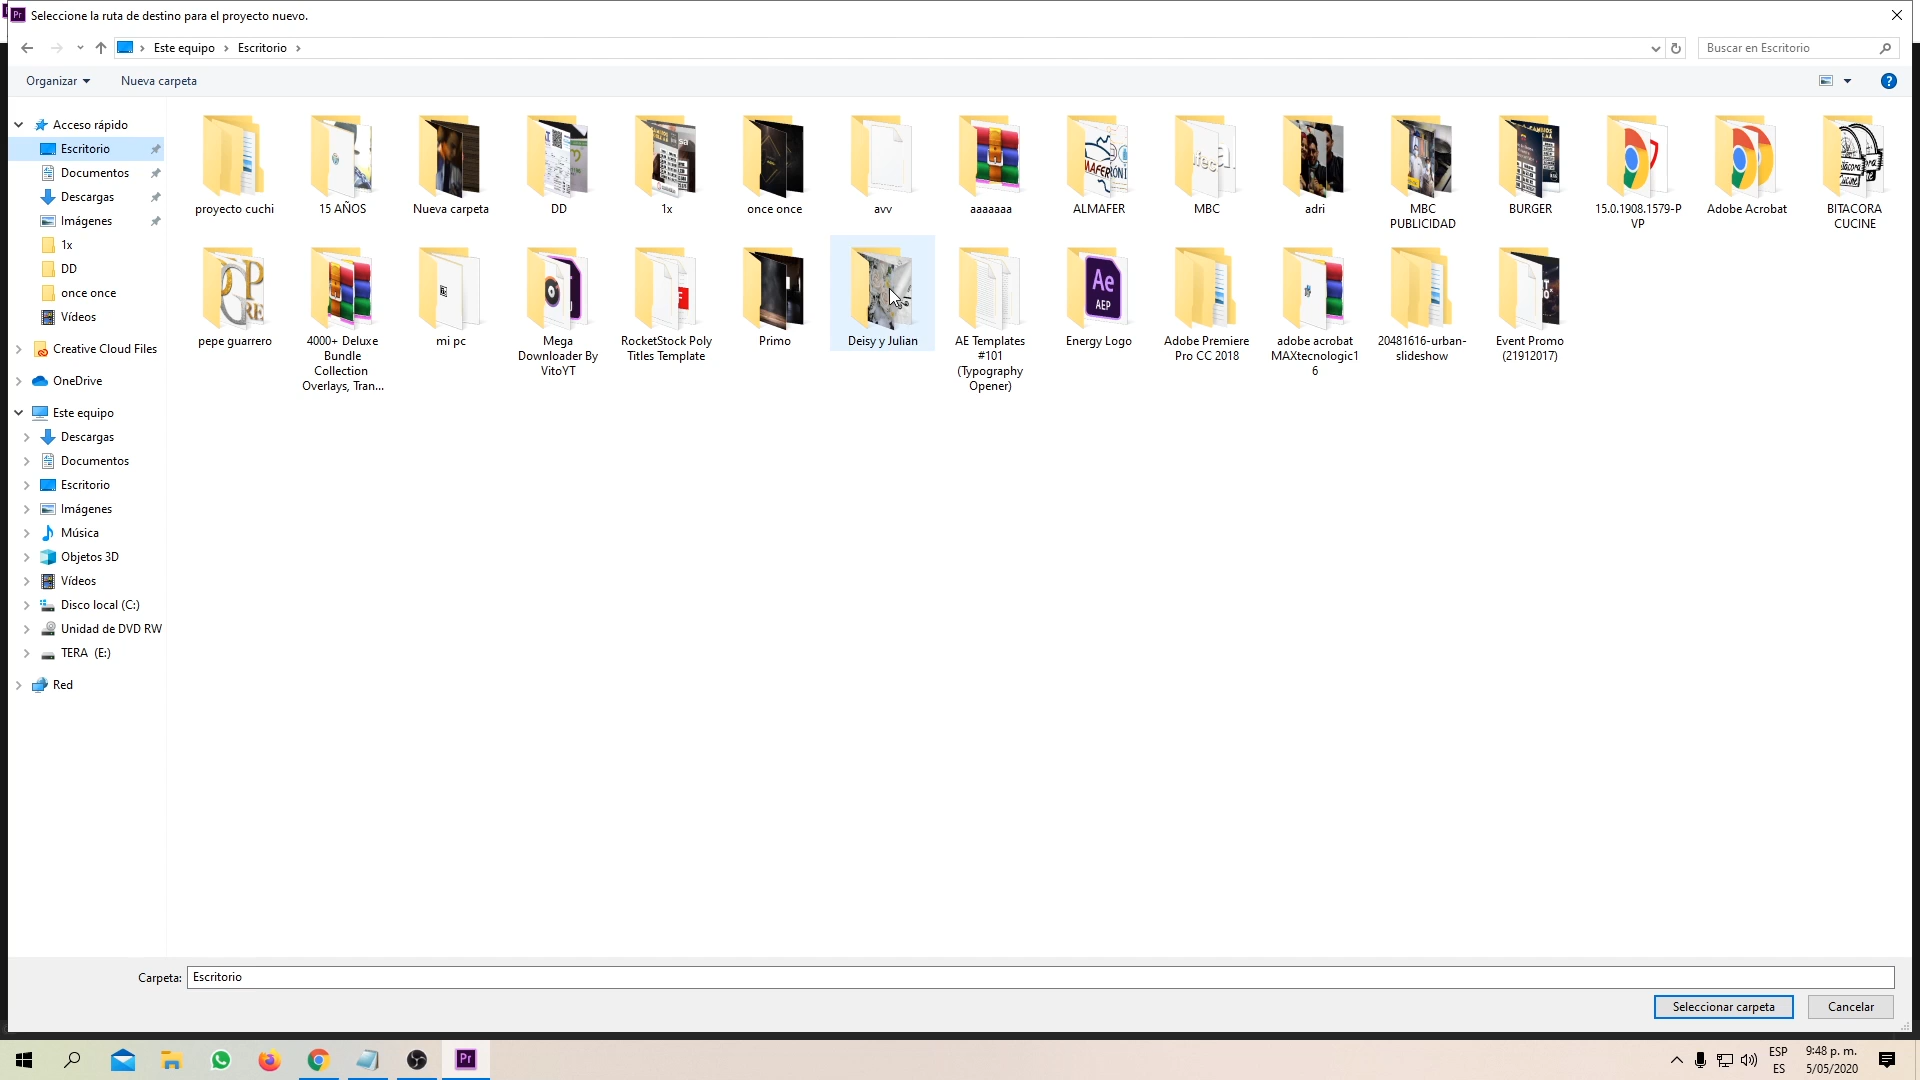 Seleccione la ruta de destino para el proyecto nuevo.
Este equipo
Escritorio
Buscar en Escritorio
Organizar
Nueva carpeta
Acceso rápido
Escritorio
Documentos
Descargas
Imágenes
1x
DD
once once
Vídeos
Creative Cloud Files
OneDrive
Este equipo
Descargas
Documentos
Escritorio
Imágenes
Música
Objetos 3D
Vídeos
Disco local (C:)
Unidad de DVD RW
TERA (E:)
Red
proyecto cuchi
15 AÑOS
Nueva carpeta
DD
1x
once once
avv
aaaaaaa
ALMAFER
MBC
adri
MBC
PUBLICIDAD
BURGER
15.0.1908.1579-P
VP
Adobe Acrobat
BITACORA
CUCINE
pepe guarrero
4000+ Deluxe
Bundle
Collection
Overlays, Tran...
mi pc
Mega
Downloader By
VitoYT
RocketStock Poly
Titles Template
Primo
Deisy y Julian
AE Templates
#101
(Typography
Opener)
Energy Logo
Adobe Premiere
Pro CC 2018
adobe acrobat
MAXtecnologic1
6
20481616-urban-
slideshow
Event Promo
(21912017)
Ae
AEP
Carpeta:
Escritorio
Seleccionar carpeta
Cancelar
Pr
ESP
ES
9:48 p. m.
5/05/2020